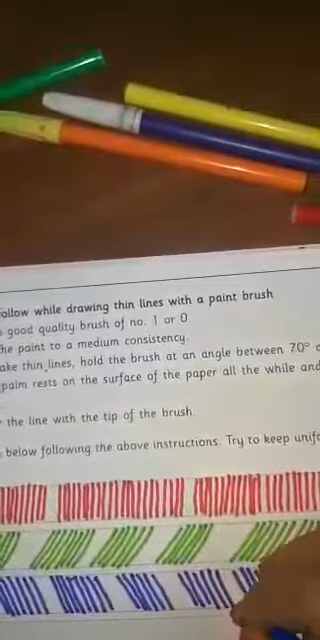 ollow while drawing thin lines with a paint brush
good quality brush of no. 1 or 0.
he paint to a medium consistency.
ake thin lines, hold the brush at an angle between 70°
palm rests on the surface of the paper all the while and
the line with the tip of the brush.
below following the above instructions. Try to keep unifo